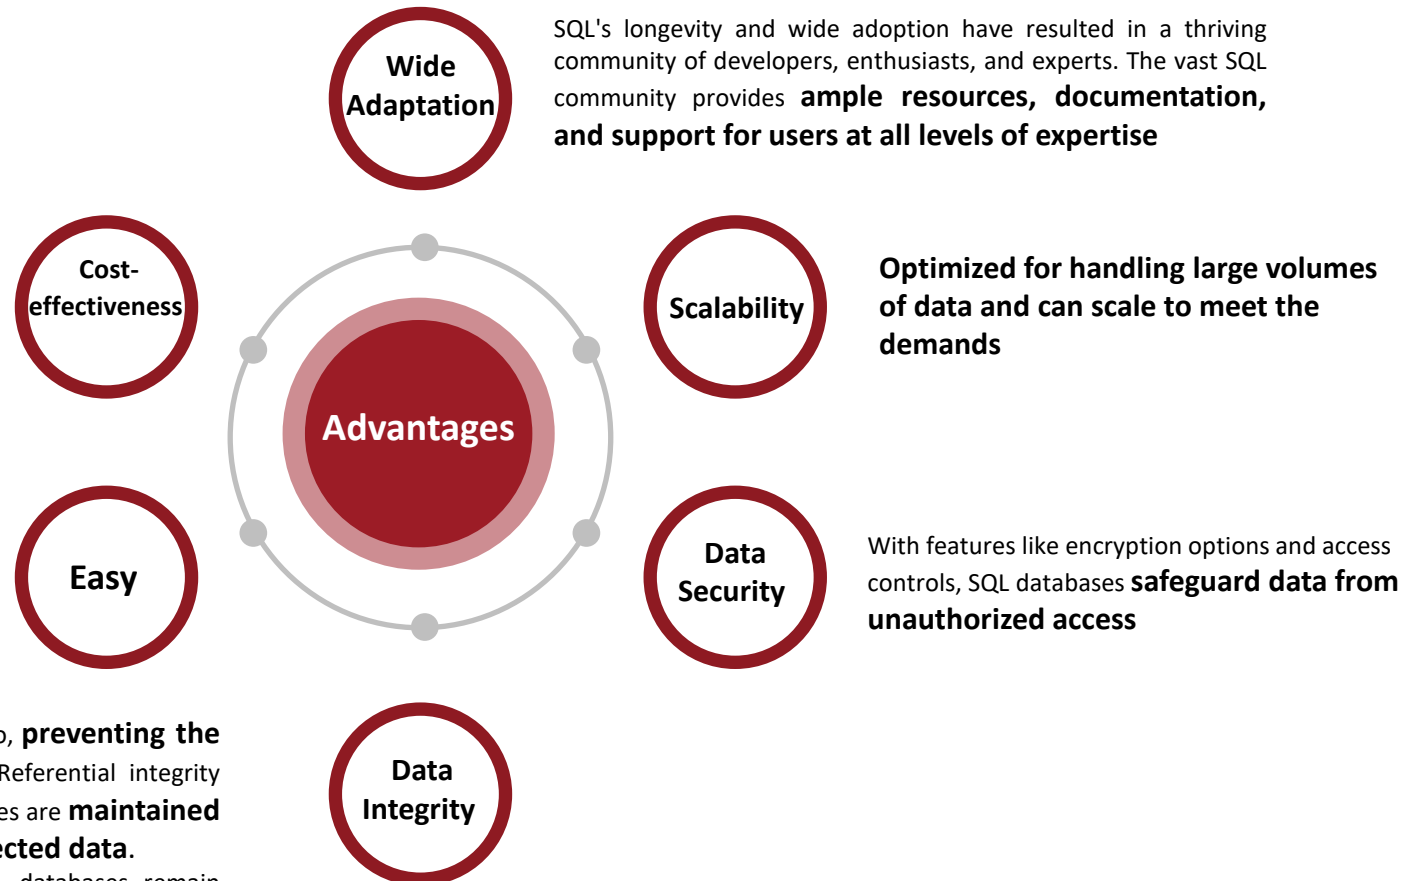 Wide
Adaptation
SQL's longevity and wide adoption have resulted in a thriving
community of developers, enthusiasts, and experts. The vast SQL
community provides ample resources, documentation,
and support for users at all levels of expertise
Cost-
effectiveness
Scalability
Optimized for handling large volumes
of data and can scale to meet the
demands
Advantages
Easy
Data
Security
With features like encryption options and access
controls, SQL databases safeguard data from
unauthorized access
preventing the
Referential integrity
are maintained
data.
databases remain
Data
Integrity